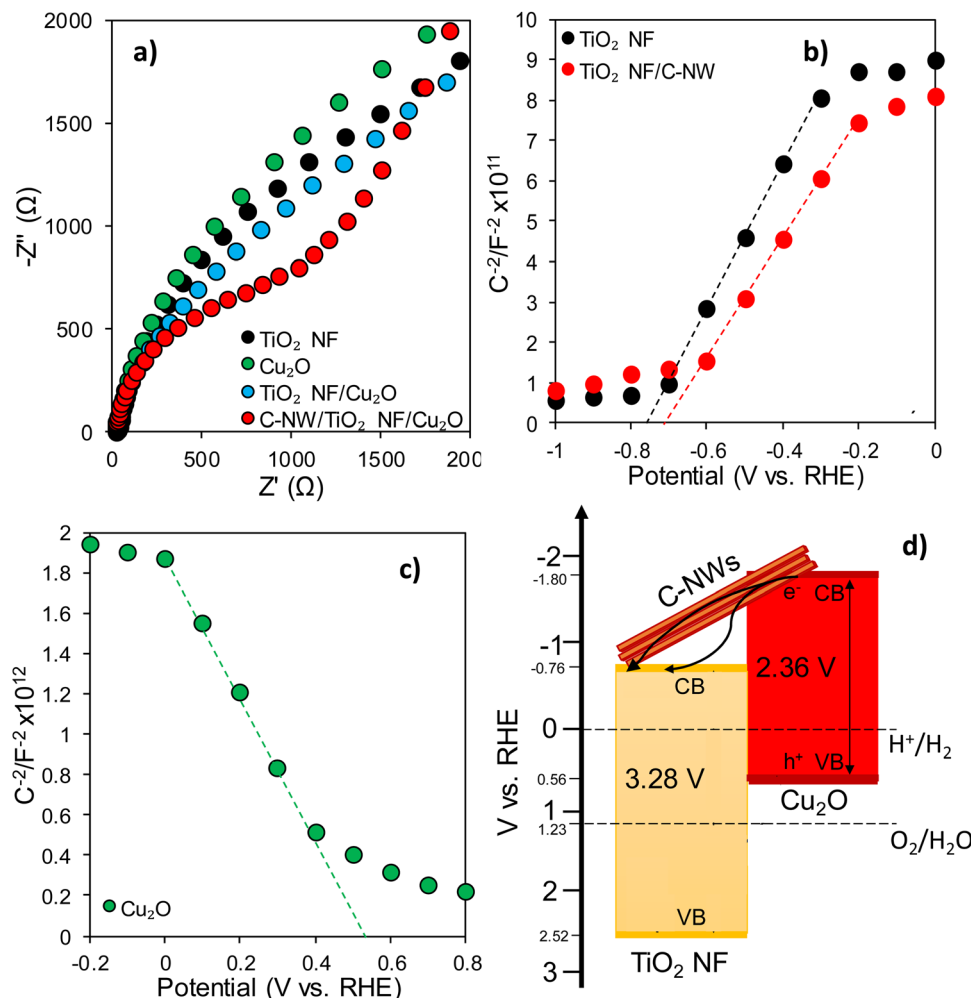 a)
2000
1500
1000
500
0
0
500
1000
1500
200
-Z'' (Ω)
Z' (Ω)
TiO₂ NF
Cu₂O
TiO₂ NF/Cu₂O
C-NW/TiO₂ NF/Cu₂O
b)
TiO₂ NF
TiO₂ NF/C-NW
10
9
8
7
6
5
4
3
2
1
0
-1
-0.8
-0.6
-0.4
-0.2
0
C⁻²/F⁻² x10¹¹
Potential (V vs. RHE)
c)
2
1.8
1.6
1.4
1.2
1
0.8
0.6
0.4
0.2
0
-0.2
0
0.2
0.4
0.6
0.8
C⁻²/F⁻² x10¹²
Cu₂O
Potential (V vs. RHE)
d)
V vs. RHE
-2
-1.80
-1
-0.76
0
0.56
1
1.23
2
2.52
3
C-NWs
e⁻ CB
2.36 V
CB
H⁺/H₂
3.28 V
h⁺ VB
Cu₂O
O₂/H₂O
VB
TiO₂ NF